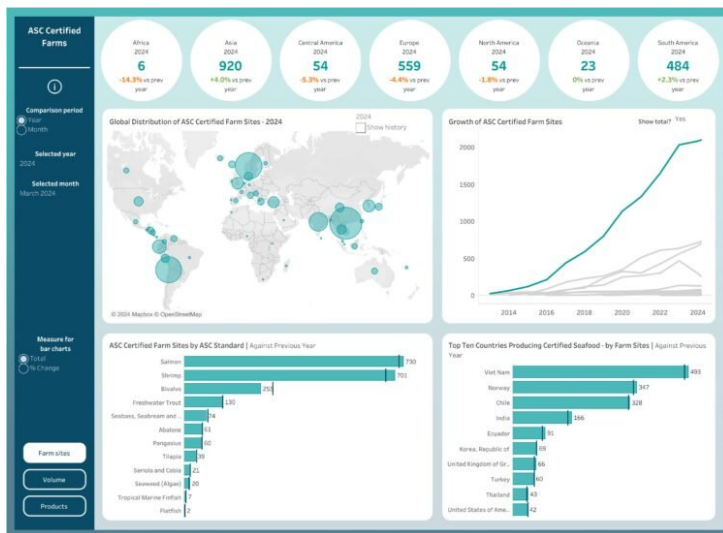 ASC Certified
Farms
Comparison period
Year
Month
Selected year
2024
Selected month
March 2024
Measure for
bar charts
Total
% Change
Farm sites
Volume
Products
Africa
2024
6
-14.3% vs prev
year
Asia
2024
920
+4.0% vs prev
year
Central America
2024
54
-5.3% vs prev
year
Europe
2024
559
-4.4% vs prev
year
North America
2024
54
-1.8% vs prev
year
Oceania
2024
23
0% vs prev
year
South America
2024
484
+2.3% vs prev
year
Global Distribution of ASC Certified Farm Sites - 2024
2024
Show history
© 2024 Mapbox © OpenStreetMap
Growth of ASC Certified Farm Sites
Show total? Yes
2000
1500
1000
500
0
2014 2016 2018 2020 2022 2024
ASC Certified Farm Sites by ASC Standard | Against Previous Year
Salmon 730
Shrimp 701
Bivalve 253
Freshwater Trout 130
Seabass, Seabream and .. 74
Abalone 61
Pangasius 60
Tilapia 39
Seriola and Cobia 21
Seaweed (Algae) 20
Tropical Marine Finfish 7
Flatfish 2
Top Ten Countries Producing Certified Seafood - by Farm Sites | Against Previous
Year
Viet Nam 493
Norway 347
Chile 328
India 166
Ecuador 91
Korea, Republic of 69
United Kingdom of Gr.. 66
Turkey 60
Thailand 43
United States of Ame.. 42